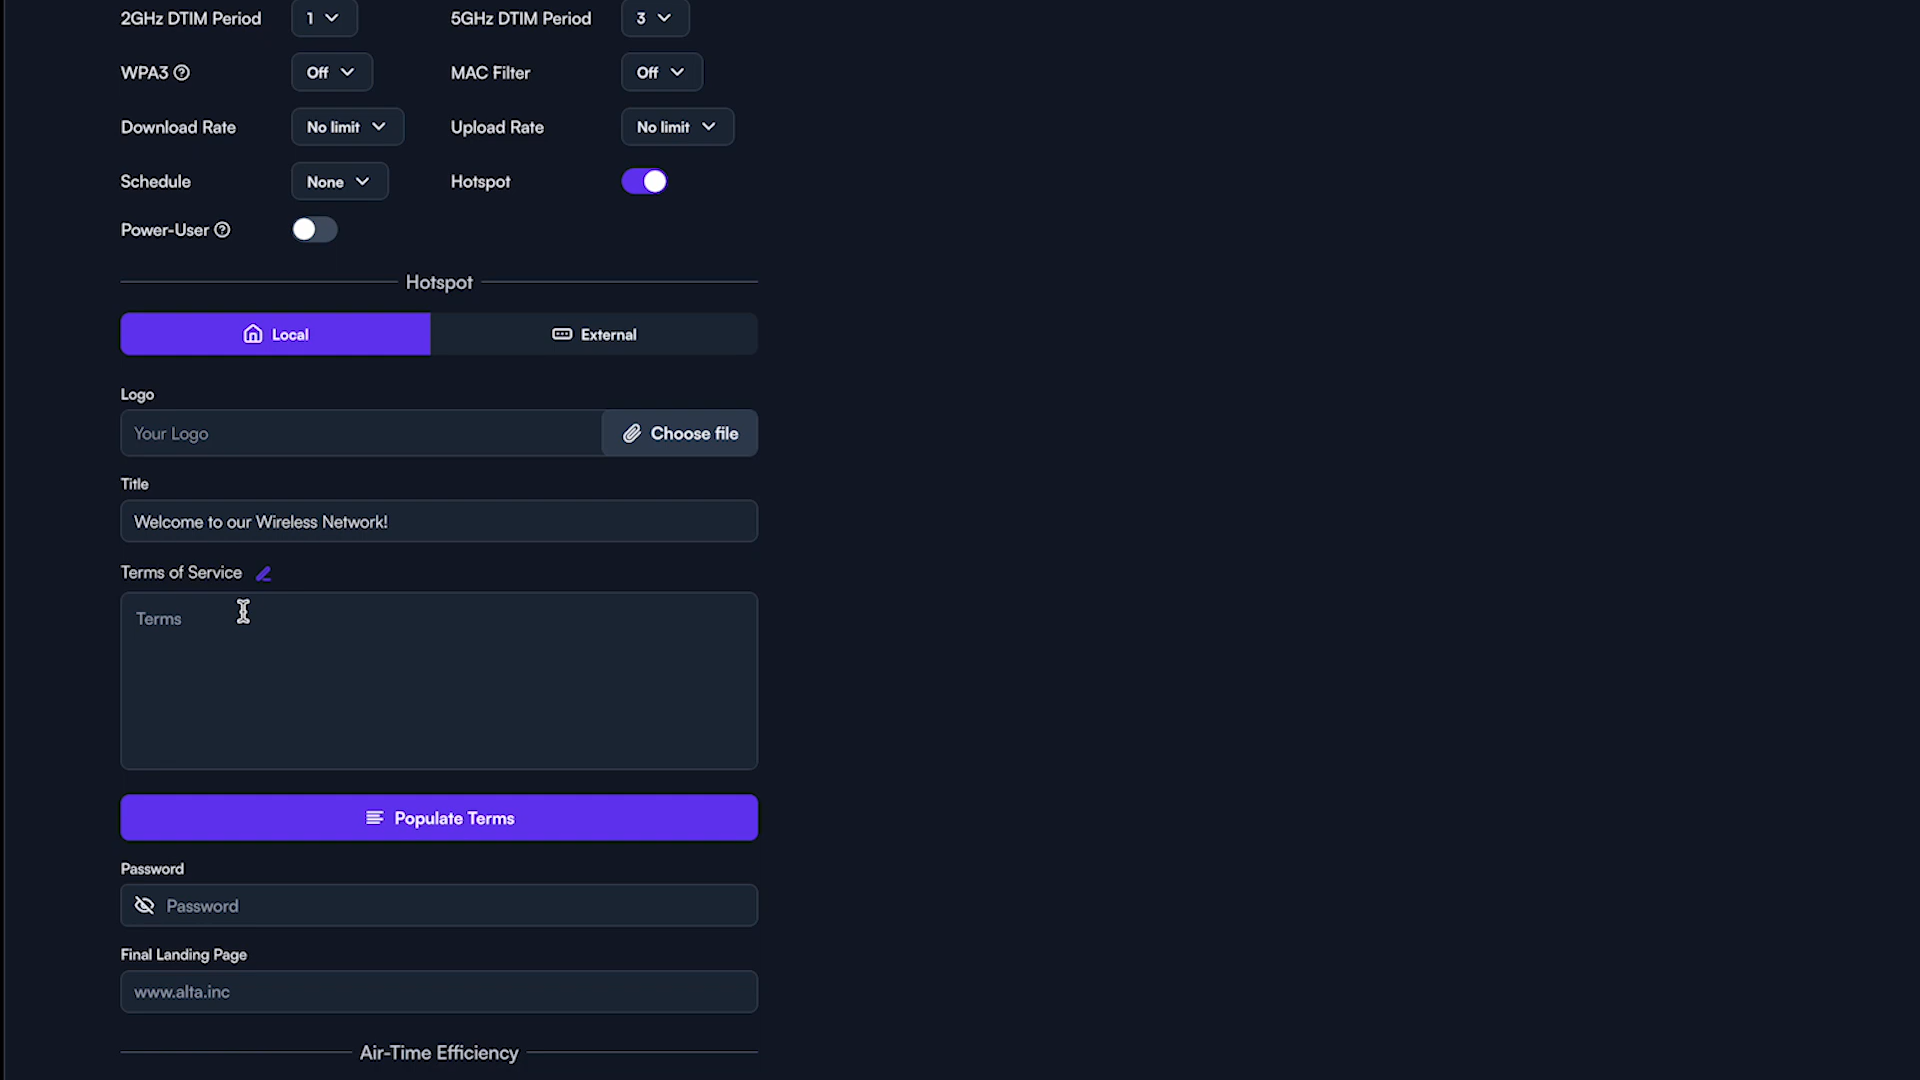 2GHz DTIM Period 1 5GHz DTIM Period 3
WPA3 Off MAC Filter Off
Download Rate No limit Upload Rate No limit
Schedule None Hotspot
Power-User
Hotspot
Local External
Logo
Your Logo Choose file
Title
Welcome to our Wireless Network!
Terms of Service
Terms
Populate Terms
Password
Password
Final Landing Page
www.alta.inc
Air-Time Efficiency